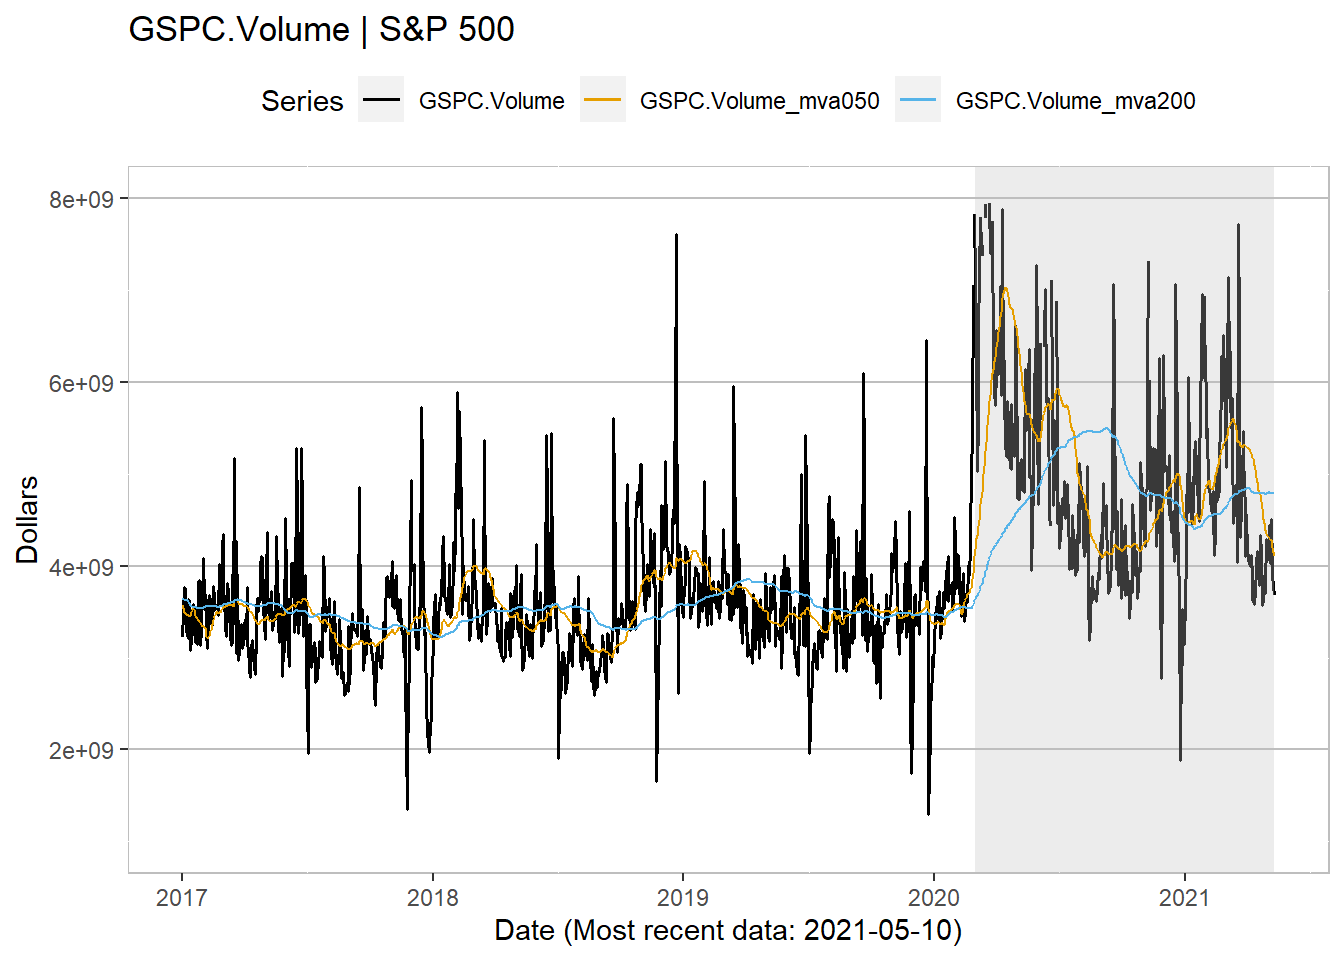 GSPC.Volume | S&P 500
Series GSPC.Volume GSPC.Volume_mva050 GSPC.Volume_mva200
8e+09
6e+09
4e+09
2e+09
Dollars
2017 2018 2019 2020 2021
Date (Most recent data: 2021-05-10)